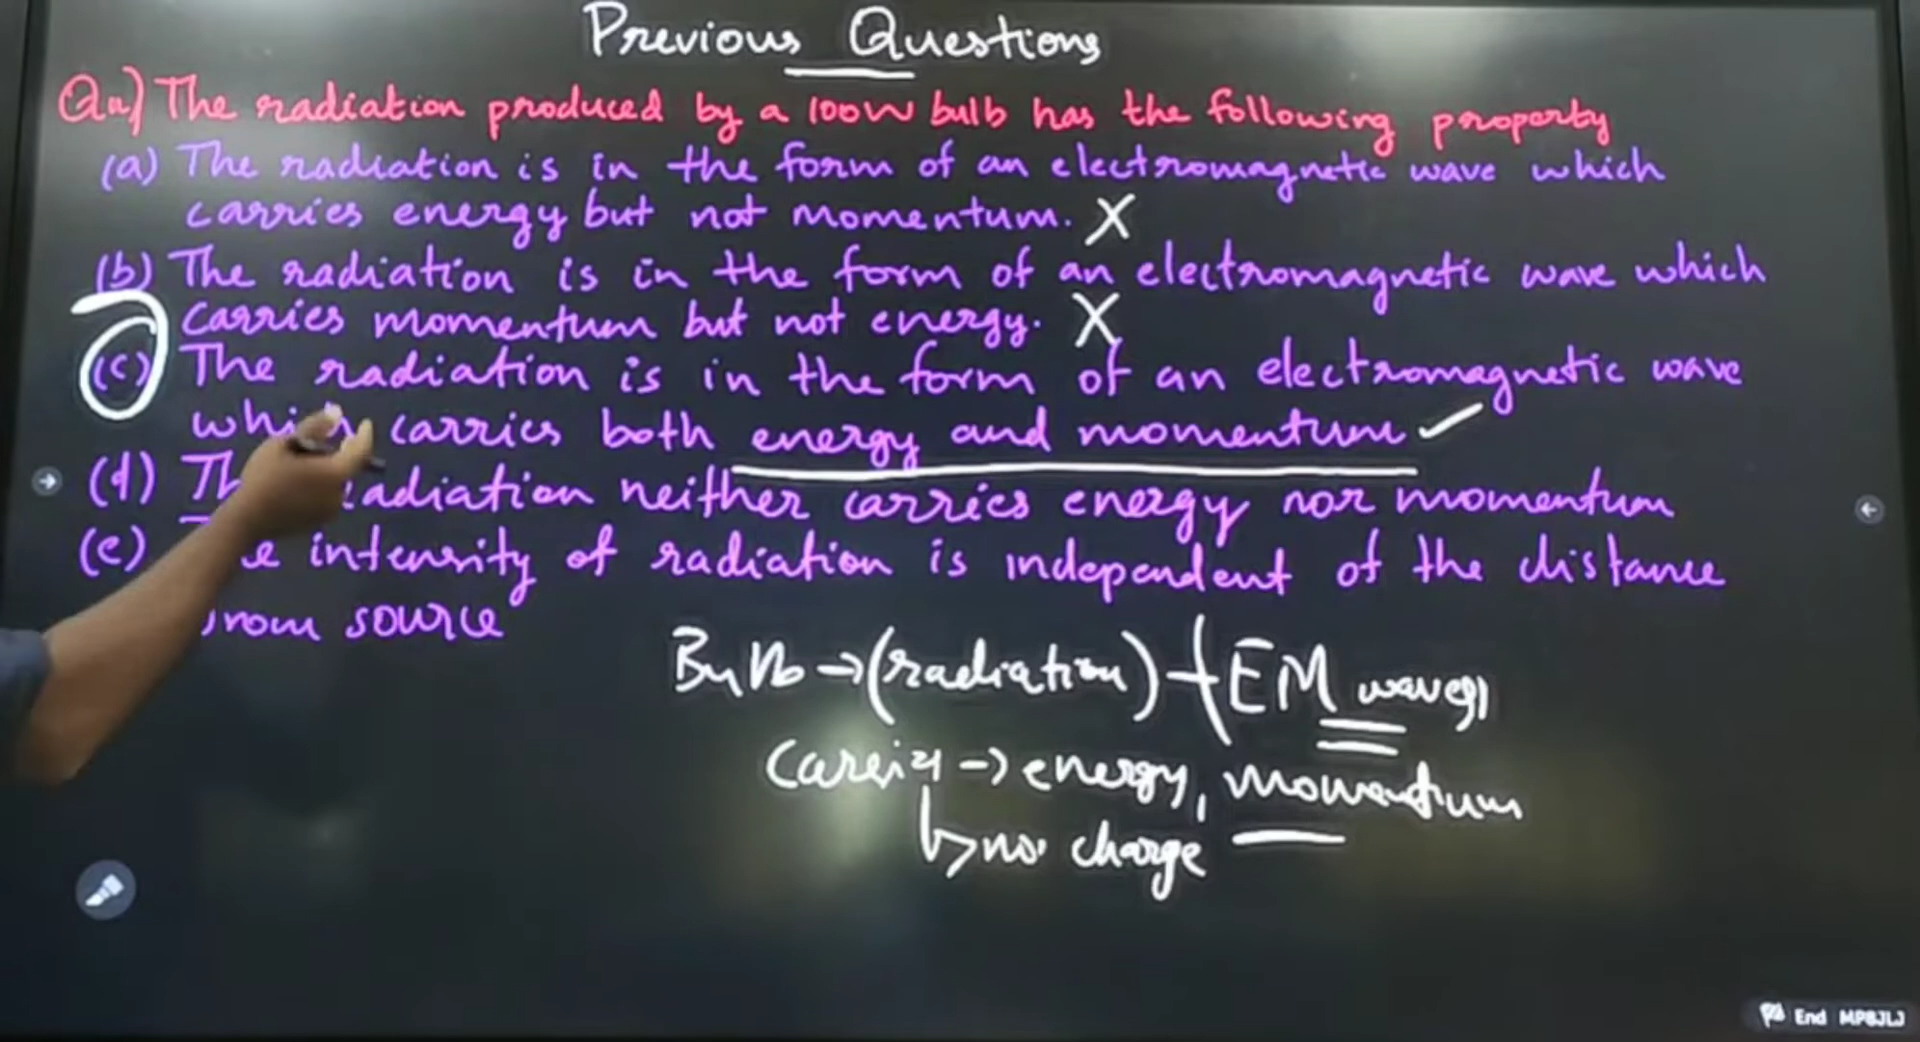 Previous Questions
Qu) The radiation produced by a 100W bulb has the following property
(a) The radiation is in the form of an electromagnetic wave which
carries energy but not momentum. X
(b) The radiation is in the form of an electromagnetic wave which
carries momentum but not energy. X
(c) The radiation is in the form of an electromagnetic wave
which carries both energy and momentum ✓
(d) radiation neither carries energy nor momentum
(e) intensity of radiation is independent of the distance
source
Bulb → (radiation) EM waves
→ energy, momentum
no charge
End MP8JLJ